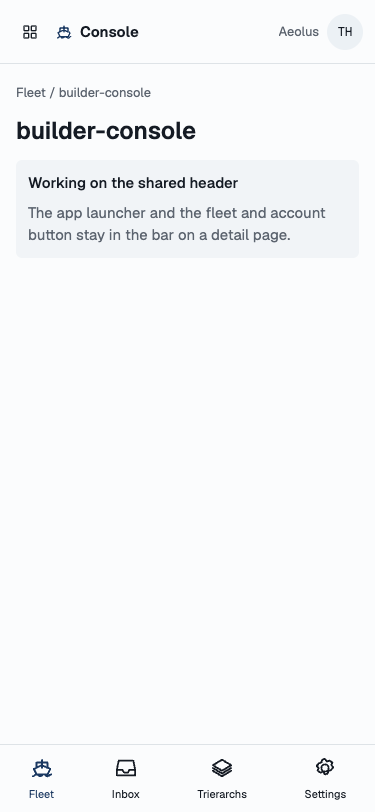 Console
Aeolus
TH
Fleet / builder-console
builder-console
Working on the shared header
The app launcher and the fleet and account
button stay in the bar on a detail page.
Fleet
Inbox
Trierarchs
Settings